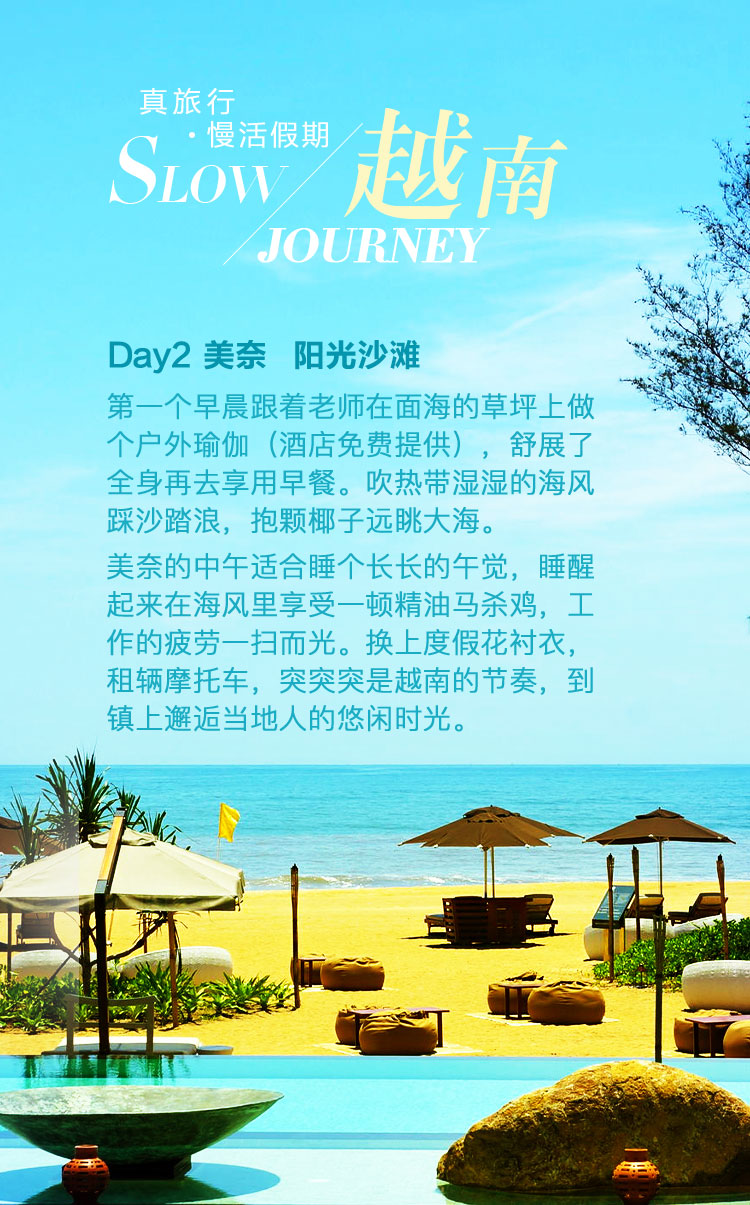 真旅行
·慢活假期
SLOW
越南
JOURNEY
Day2 美奈 阳光沙滩
第一个早晨跟着老师在面海的草坪上做
个户外瑜伽（酒店免费提供），舒展了
全身再去享用早餐。吹热带湿湿的海风
踩沙踏浪，抱颗椰子远眺大海。
美奈的中午适合睡个长长的午觉，睡醒
起来在海风里享受一顿精油马杀鸡，工
作的疲劳一扫而光。换上度假花衬衣，
租辆摩托车，突突突是越南的节奏，到
镇上邂逅当地人的悠闲时光。